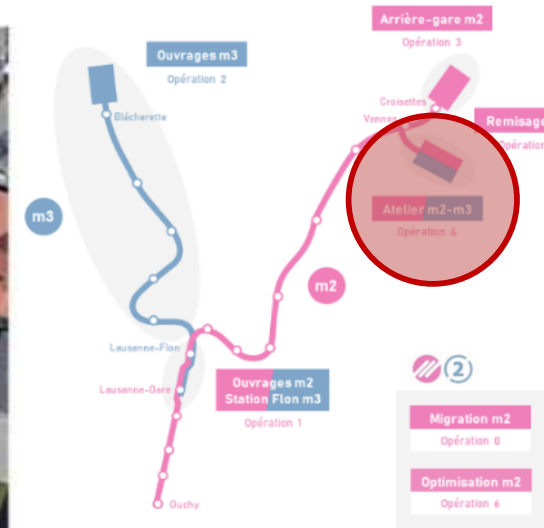 Arrière-gare m2
Opération 3
Ouvrages m3
Opération 2
Croisettes
Blécherette
Vennes
Remisage
Opération
m3
Atelier m2-m3
Opération 4
m2
Lausanne-Flon
Lausanne-Gare
Ouvrages m2
Station Flon m3
Opération 1
2
Migration m2
Opération 0
Optimisation m2
Opération 6
Ouchy